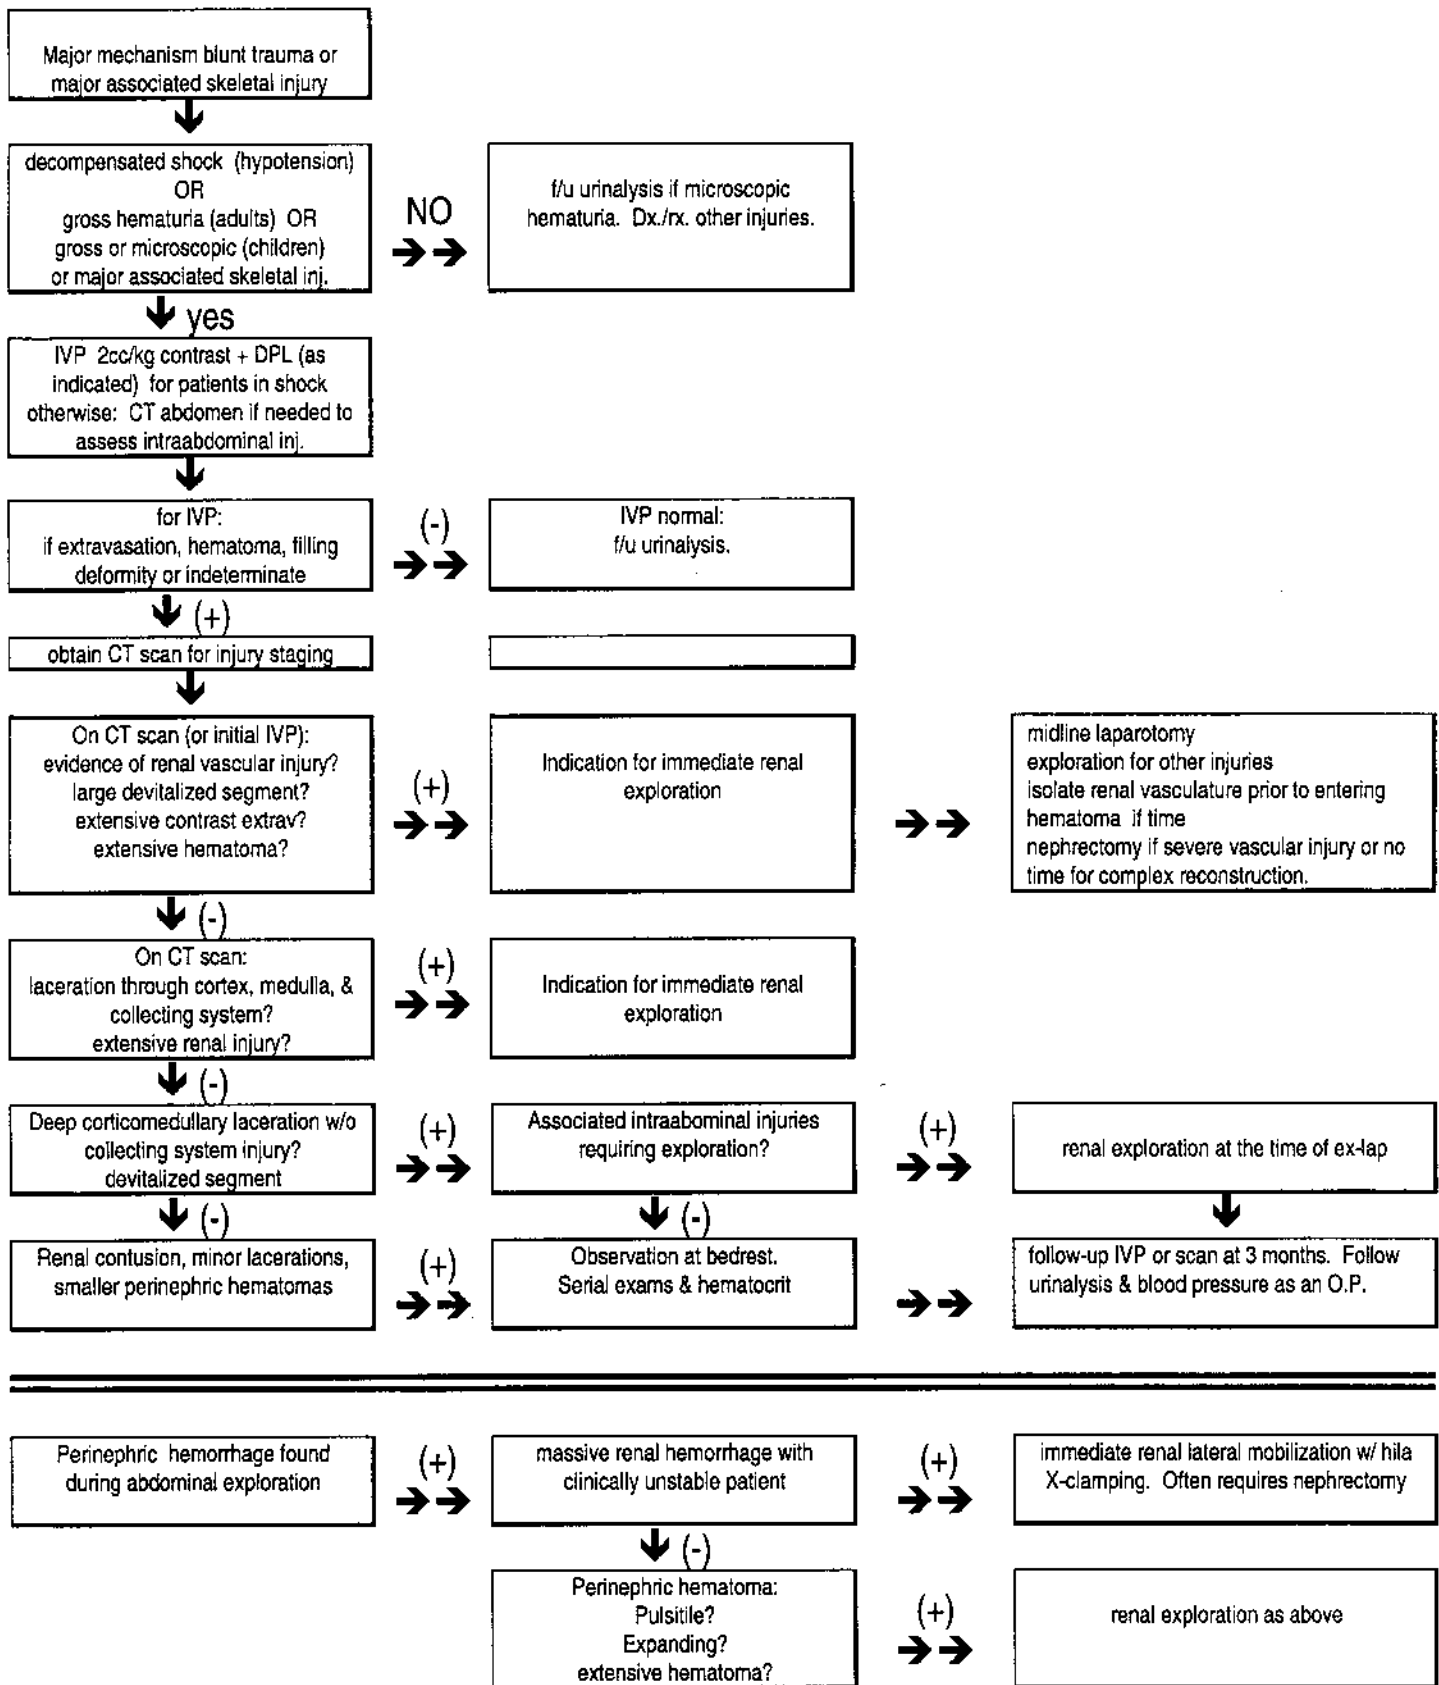 Major mechanism blunt trauma or
major associated skeletal injury
decompensated shock (hypotension)
OR
gross hematuria (adults) OR
gross or microscopic (children)
or major associated skeletal inj.
NO
f/u urinalysis if microscopic
hematuria. Dx./rx. other injuries.
yes
IVP 2cc/kg contrast + DPL (as
indicated) for patients in shock
otherwise: CT abdomen if needed to
assess intraabdominal inj.
for IVP:
if extravasation, hematoma, filling
deformity or indeterminate
(-)
IVP normal:
f/u urinalysis.
(+)
obtain CT scan for injury staging
On CT scan (or initial IVP):
evidence of renal vascular injury?
large devitalized segment?
extensive contrast extrav?
extensive hematoma?
(+)
Indication for immediate renal
exploration
midline laparotomy
exploration for other injuries
isolate renal vasculature prior to entering
hematoma if time
nephrectomy if severe vascular injury or no
time for complex reconstruction.
(-)
On CT scan:
laceration through cortex, medulla, &
collecting system?
extensive renal injury?
(+)
Indication for immediate renal
exploration
(-)
Deep corticomedullary laceration w/o
collecting system injury?
devitalized segment
(+)
Associated intraabominal injuries
requiring exploration?
(+)
renal exploration at the time of ex-lap
(-)
(-)
Renal contusion, minor lacerations,
smaller perinephric hematomas
(+)
Observation at bedrest.
Serial exams & hematocrit
follow-up IVP or scan at 3 months. Follow
urinalysis & blood pressure as an O.P.
Perinephric hemorrhage found
during abdominal exploration
(+)
massive renal hemorrhage with
clinically unstable patient
(+)
immediate renal lateral mobilization w/ hila
X-clamping. Often requires nephrectomy
(-)
Perinephric hematoma:
Pulsitile?
Expanding?
extensive hematoma?
(+)
renal exploration as above